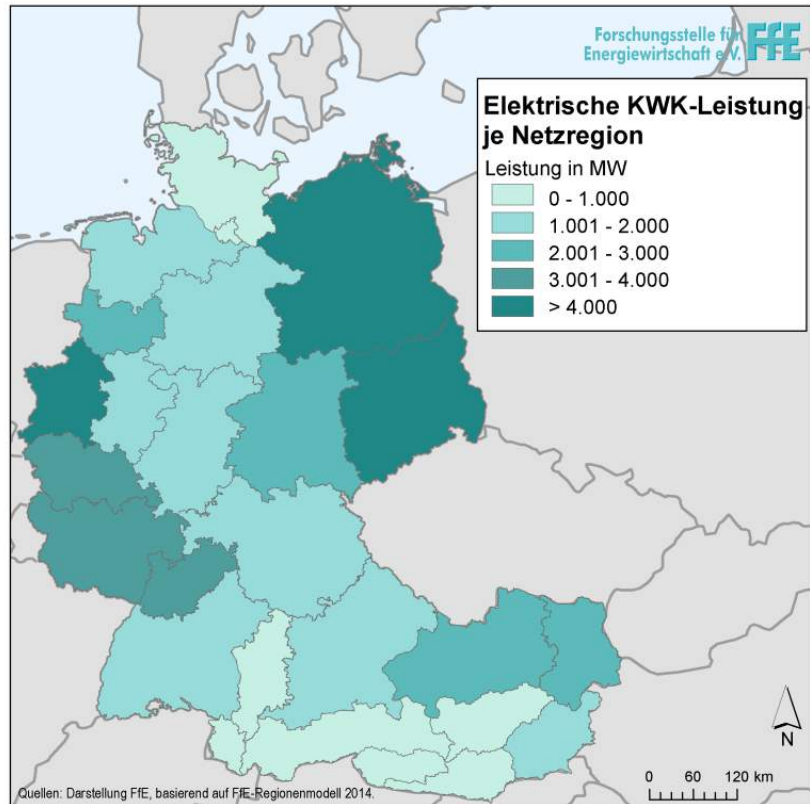 Forschungsstelle für
Energiewirtschaft e.V. FfE
Elektrische KWK-Leistung
je Netzregion
Leistung in MW
0 - 1.000
1.001 - 2.000
2.001 - 3.000
3.001 - 4.000
> 4.000
N
0 60 120 km
Quellen: Darstellung FfE, basierend auf FfE-Regionenmodell 2014.